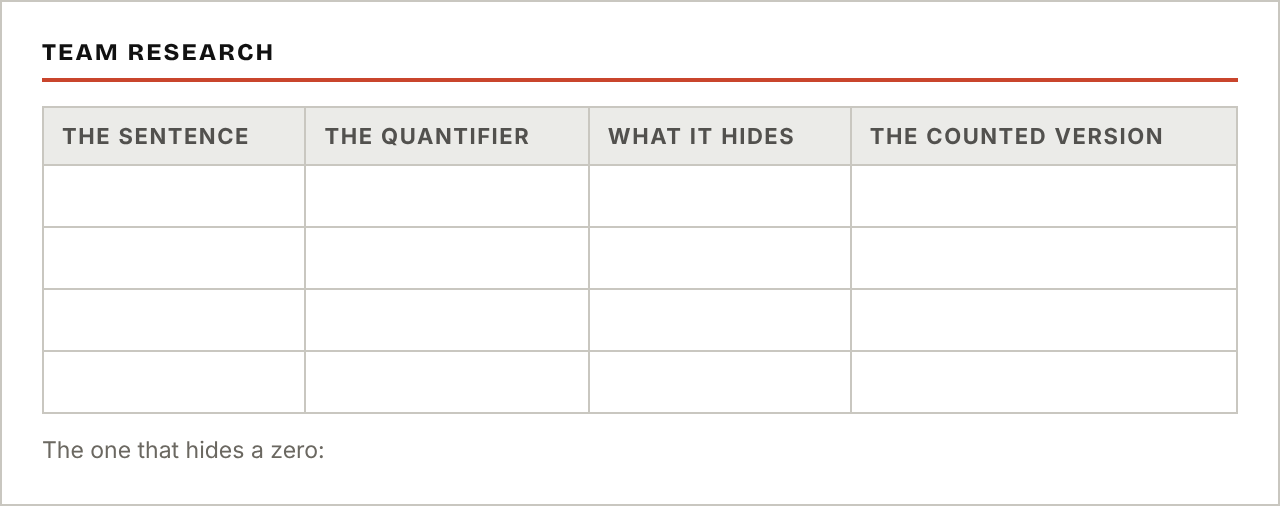 TEAM RESEARCH
THE SENTENCE THE QUANTIFIER WHAT IT HIDES THE COUNTED VERSION
The one that hides a zero: